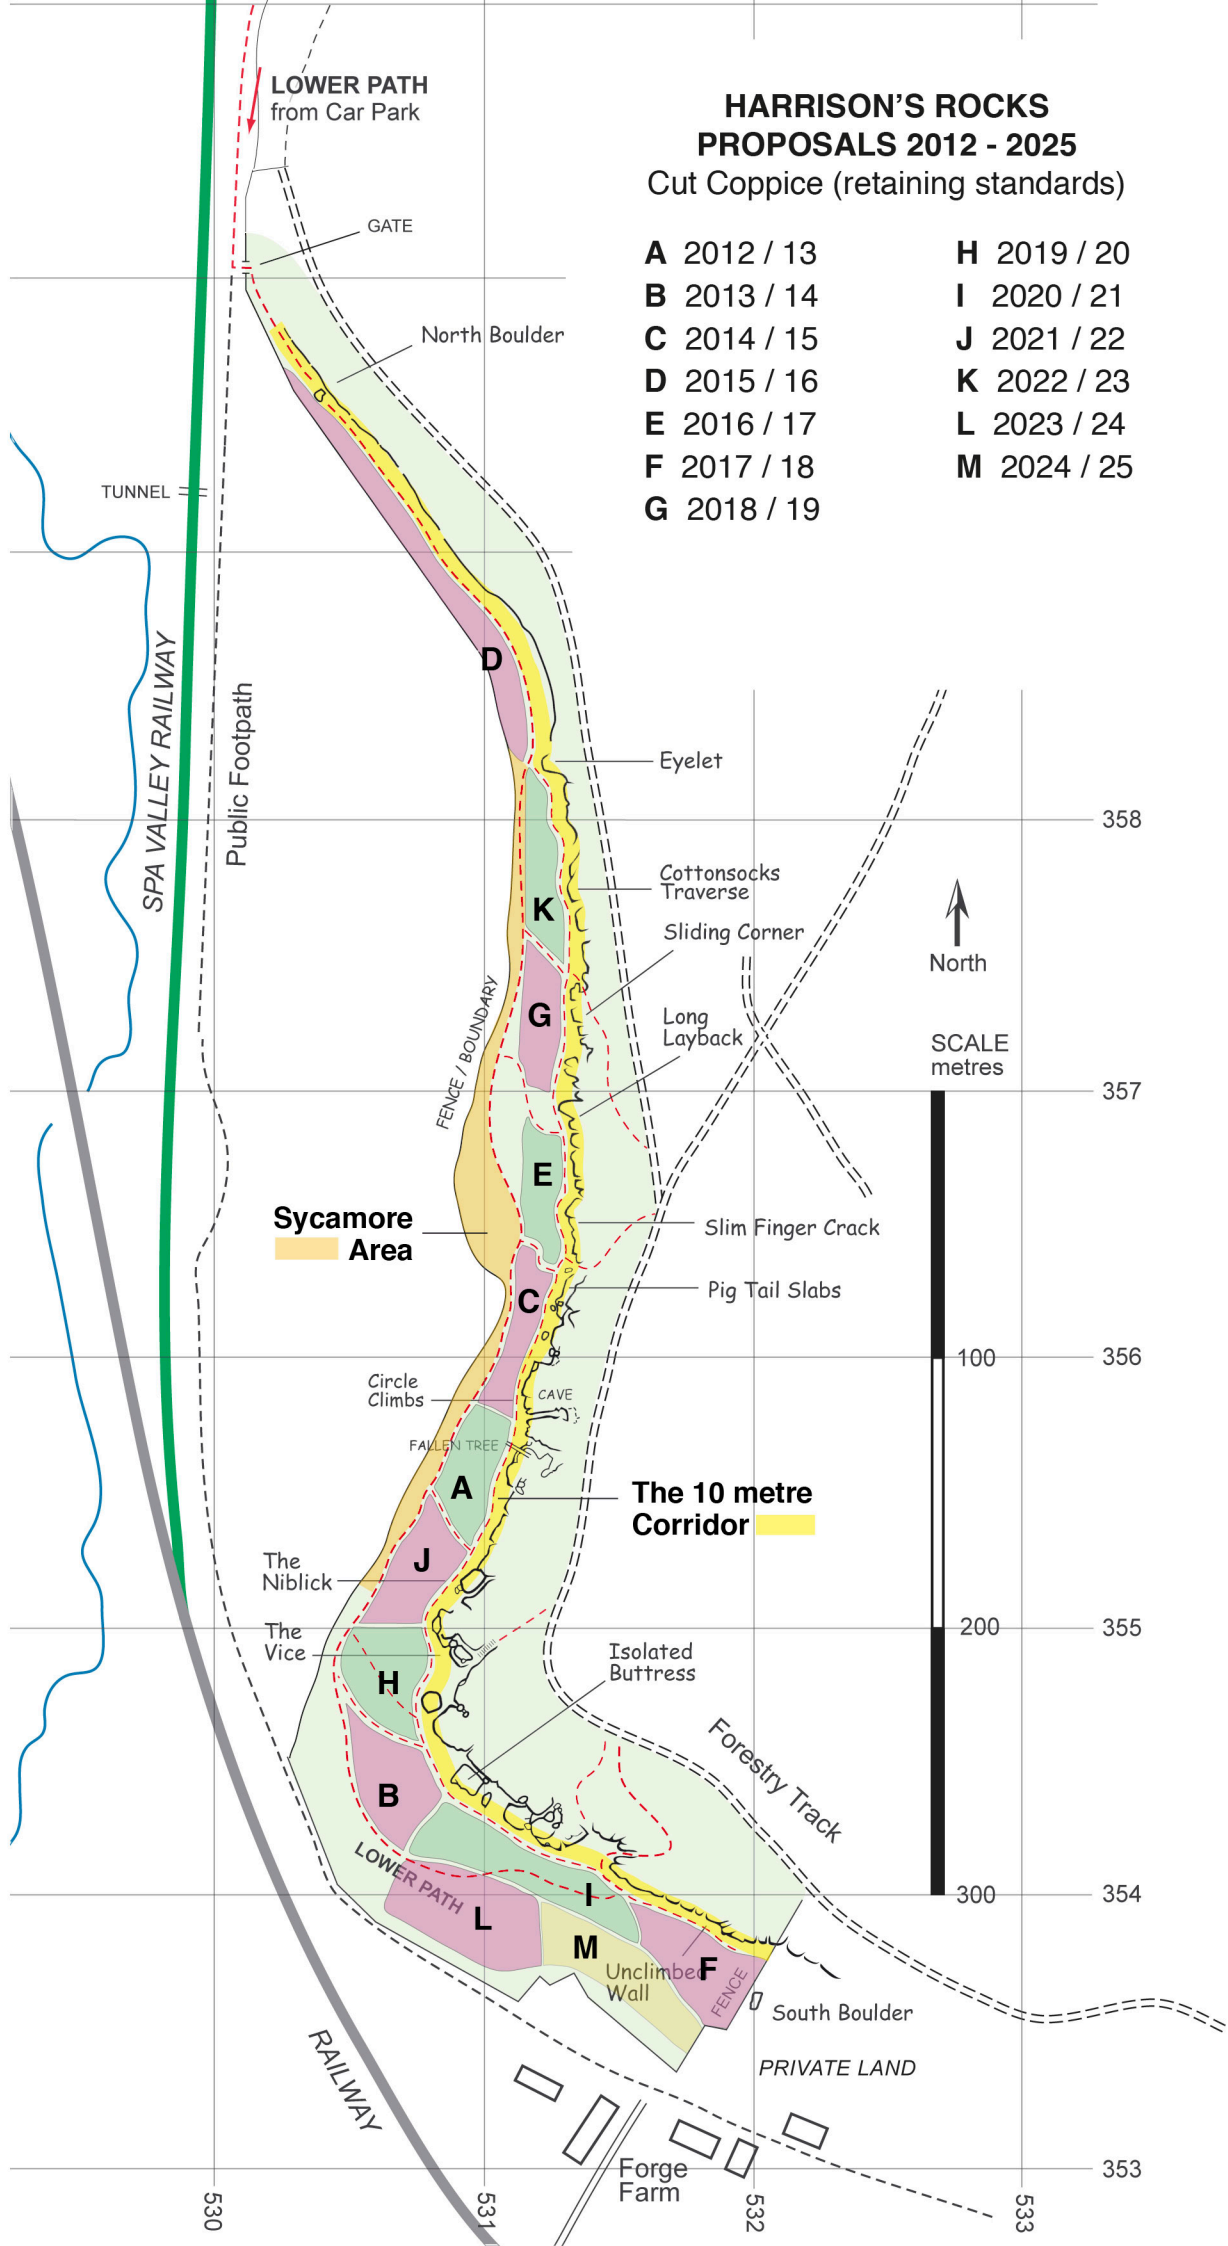 LOWER PATH
from Car Park
HARRISON'S ROCKS
PROPOSALS 2012 - 2025
Cut Coppice (retaining standards)
A 2012 / 13
B 2013 / 14
C 2014 / 15
D 2015 / 16
E 2016 / 17
F 2017 / 18
G 2018 / 19
H 2019 / 20
I 2020 / 21
J 2021 / 22
K 2022 / 23
L 2023 / 24
M 2024 / 25
GATE
North Boulder
TUNNEL
SPA VALLEY RAILWAY
Public Footpath
D
Eyelet
358
Cottonsocks
Traverse
K
Sliding Corner
North
FENCE / BOUNDARY
G
Long
Layback
SCALE
metres
357
E
Sycamore
Area
Slim Finger Crack
Pig Tail Slabs
C
100
356
Circle
Climbs
CAVE
FALLEN TREE
A
The 10 metre
Corridor
J
The
Niblick
200
355
The
Vice
Isolated
Buttress
H
Forestry Track
B
LOWER PATH
I
300
354
L
M
Unclimbed
Wall
F
FENCE
South Boulder
PRIVATE LAND
RAILWAY
Forge
Farm
353
530
531
532
533